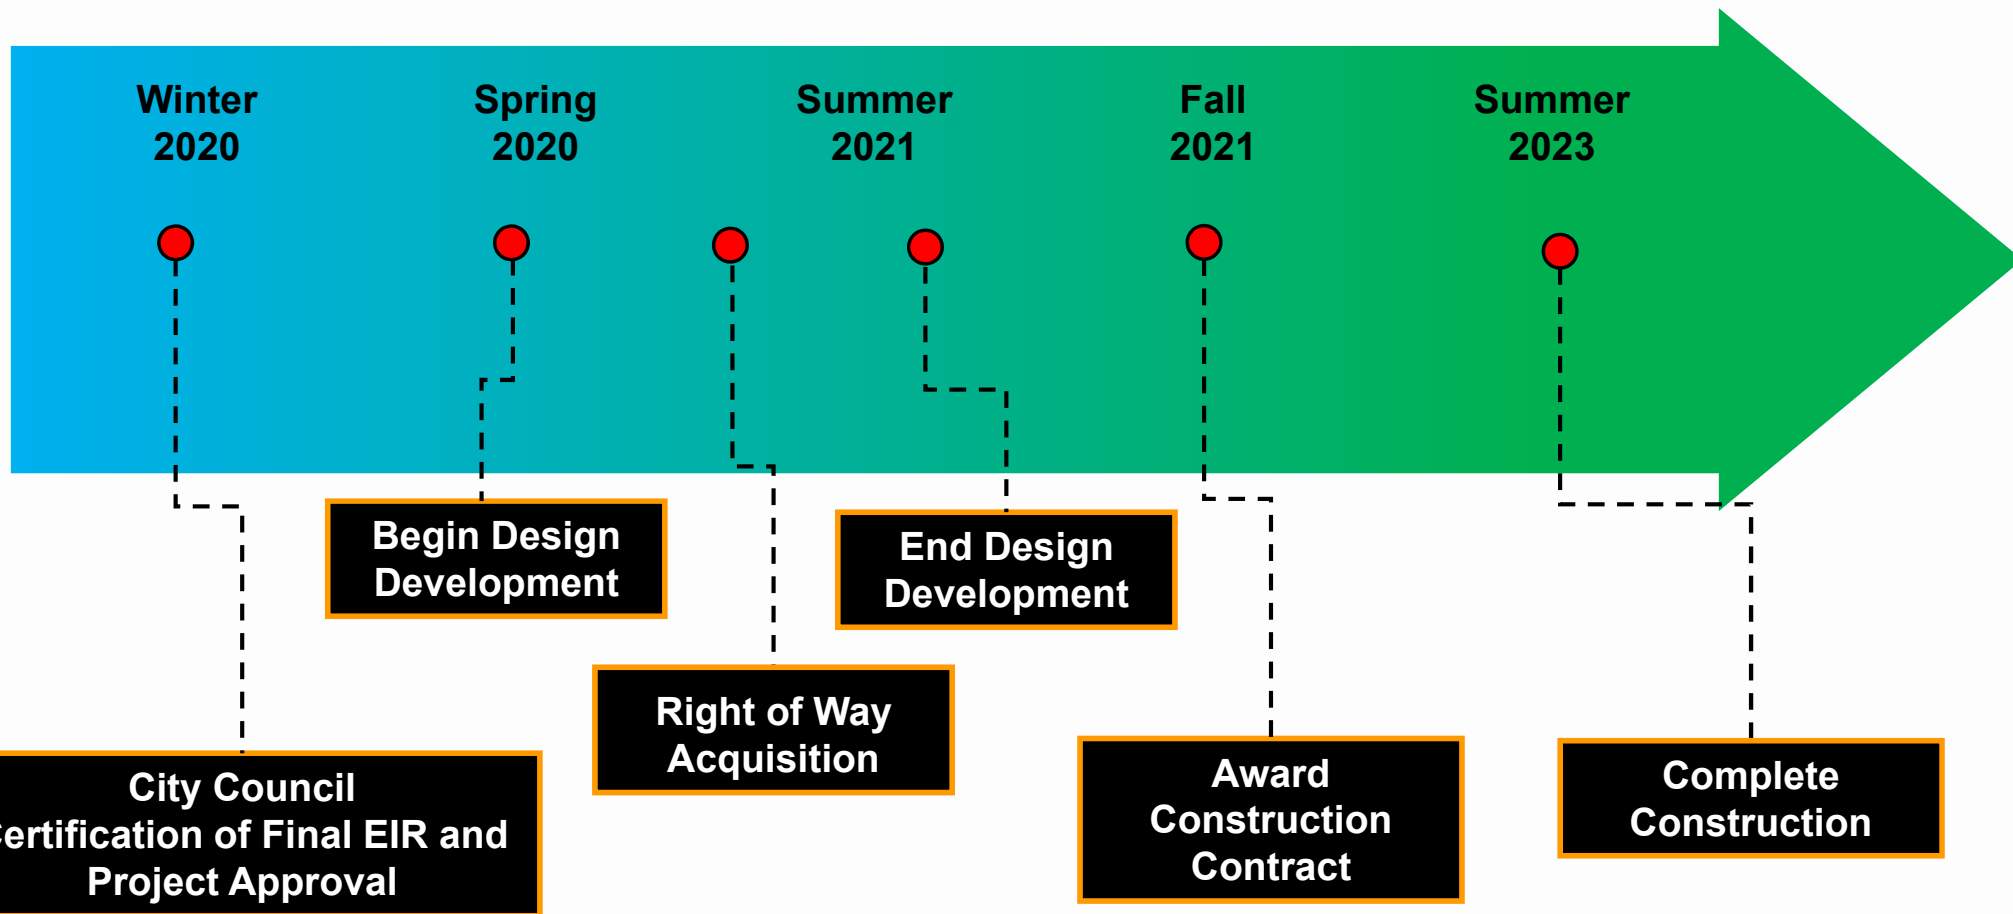 Winter
2020
Spring
2020
Summer
2021
Fall
2021
Summer
2023
Begin Design
Development
End Design
Development
Right of Way
Acquisition
City Council
Certification of Final EIR and
Project Approval
Award
Construction
Contract
Complete
Construction